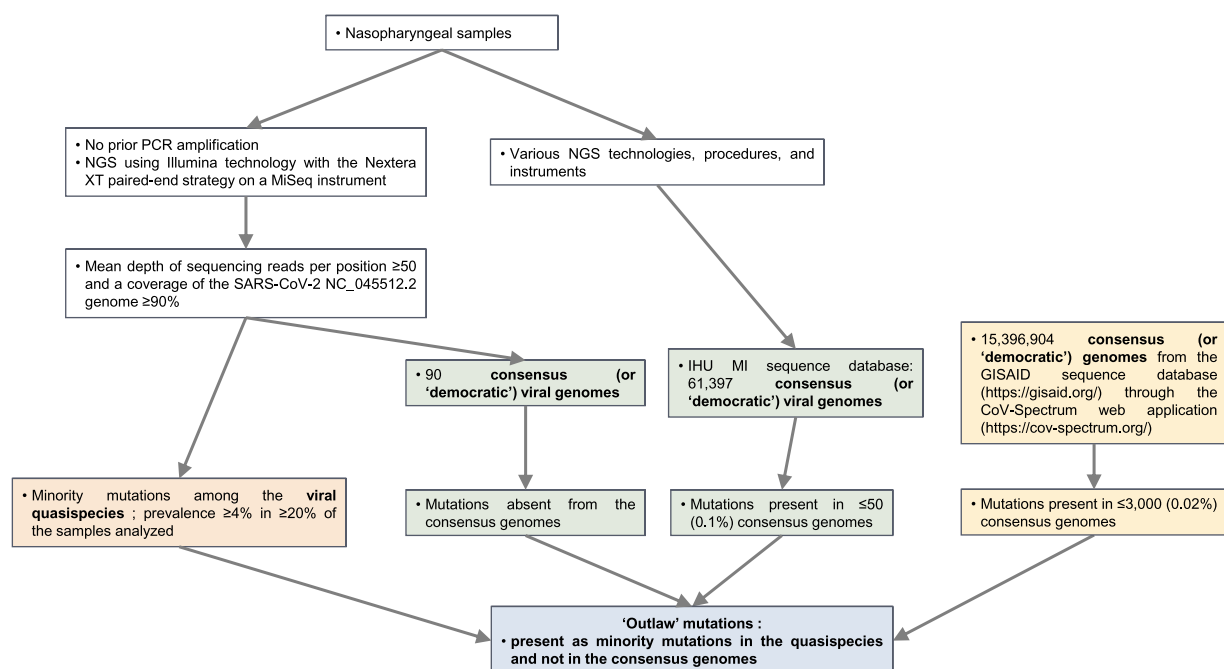 • Nasopharyngeal samples
• No prior PCR amplification
• NGS using Illumina technology with the Nextera
XT paired-end strategy on a MiSeq instrument
• Various NGS technologies, procedures, and
instruments
• Mean depth of sequencing reads per position ≥50
and a coverage of the SARS-CoV-2 NC_045512.2
genome ≥90%
• 90 consensus (or
‘democratic’) viral genomes
• IHU MI sequence database:
61,397 consensus (or
‘democratic’) viral genomes
• 15,396,904 consensus (or
‘democratic’) genomes from the
GISAID sequence database
(https://gisaid.org/) through the
CoV-Spectrum web application
(https://cov-spectrum.org/)
• Minority mutations among the viral
quasispecies ; prevalence ≥4% in ≥20% of
the samples analyzed
• Mutations absent from the
consensus genomes
• Mutations present in ≤50
(0.1%) consensus genomes
• Mutations present in ≤3,000 (0.02%)
consensus genomes
‘Outlaw’ mutations :
• present as minority mutations in the quasispecies
and not in the consensus genomes